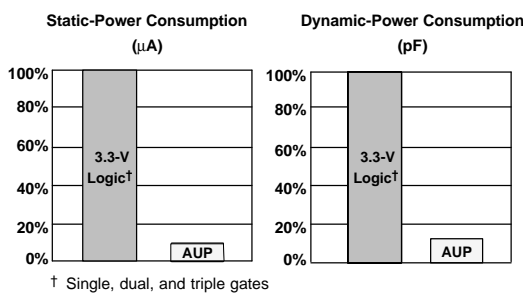 Static-Power Consumption
(μA)
100%
80%
60%
40%
20%
0%
3.3-V
Logic†
AUP
Dynamic-Power Consumption
(pF)
100%
80%
60%
40%
20%
0%
3.3-V
Logic†
AUP
† Single, dual, and triple gates